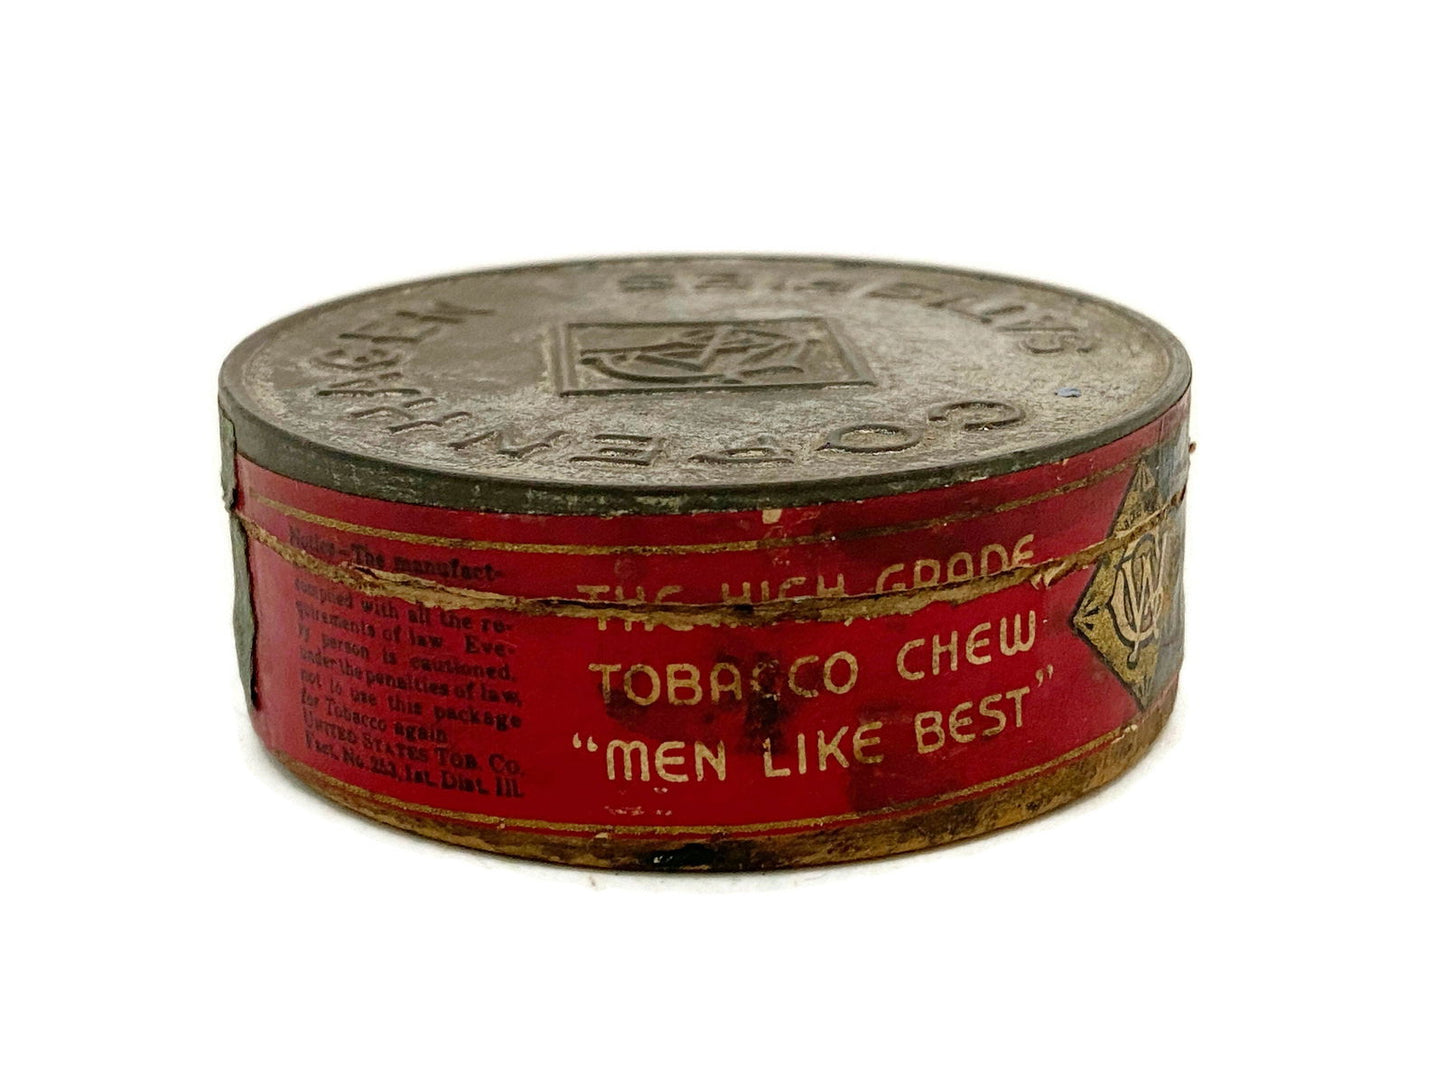 COPENHAGEN
SATISFIES
Notice—The manufact-
complied with all the re-
quirements of law. Eve-
ry person is cautioned,
under the penalties of law,
not to use this package
for Tobacco again.
UNITED STATES TOB. CO.
Fact. No. 253, Int. Dist. Ill.
THE HIGH GRADE
TOBACCO CHEW
"MEN LIKE BEST"